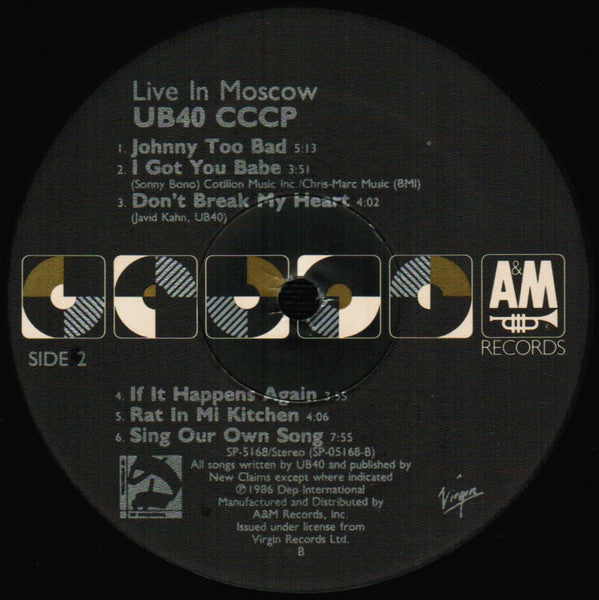 Live In Moscow
UB40 CCCP
1. Johnny Too Bad 5:13
2. I Got You Babe 3:51
(Sonny Bono) Cotillon Music Inc./Chris-Marc Music (BMI)
3. Don't Break My Heart 4:02
(Javid Kahn, UB40)
A&M
RECORDS
SIDE 2
4. If It Happens Again 3:55
5. Rat In Mi Kitchen 4:06
6. Sing Our Own Song 7:55
SP-5168/Stereo (SP-05168-B)
All songs written by UB40 and published by
New Claims except where indicated
℗©1986 Dep International
Manufactured and Distributed by
A&M Records, Inc.
Issued under license from
Virgin Records Ltd.
B
Virgin